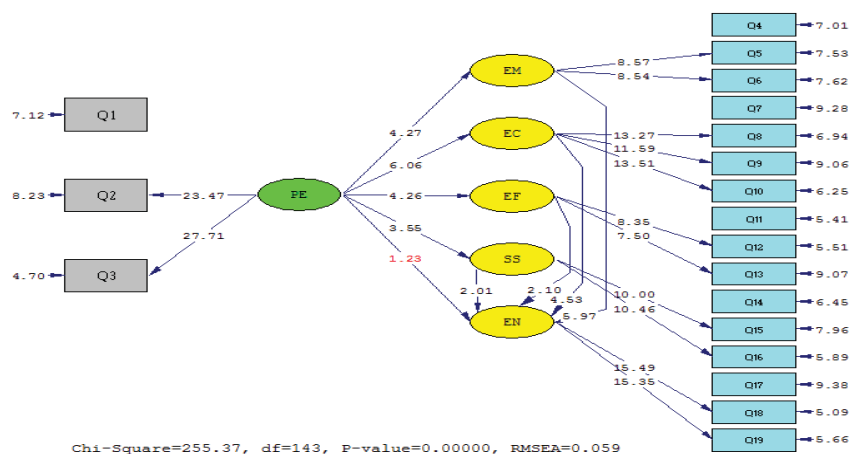 7.12 Q1
8.23 Q2 23.47
4.70 Q3 27.71
PE
4.27
6.06
4.26
3.55
1.23
EM
EC
EF
SS
EN
2.01
2.10
4.53
5.97
8.57
8.54
13.27
11.59
13.51
8.35
7.50
10.00
10.46
15.49
15.35
Q4 7.01
Q5 7.53
Q6 7.62
Q7 9.28
Q8 6.94
Q9 9.06
Q10 6.25
Q11 5.41
Q12 5.51
Q13 9.07
Q14 6.45
Q15 7.96
Q16 5.89
Q17 9.38
Q18 5.09
Q19 5.66
Chi-Square=255.37, df=143, P-value=0.00000, RMSEA=0.059